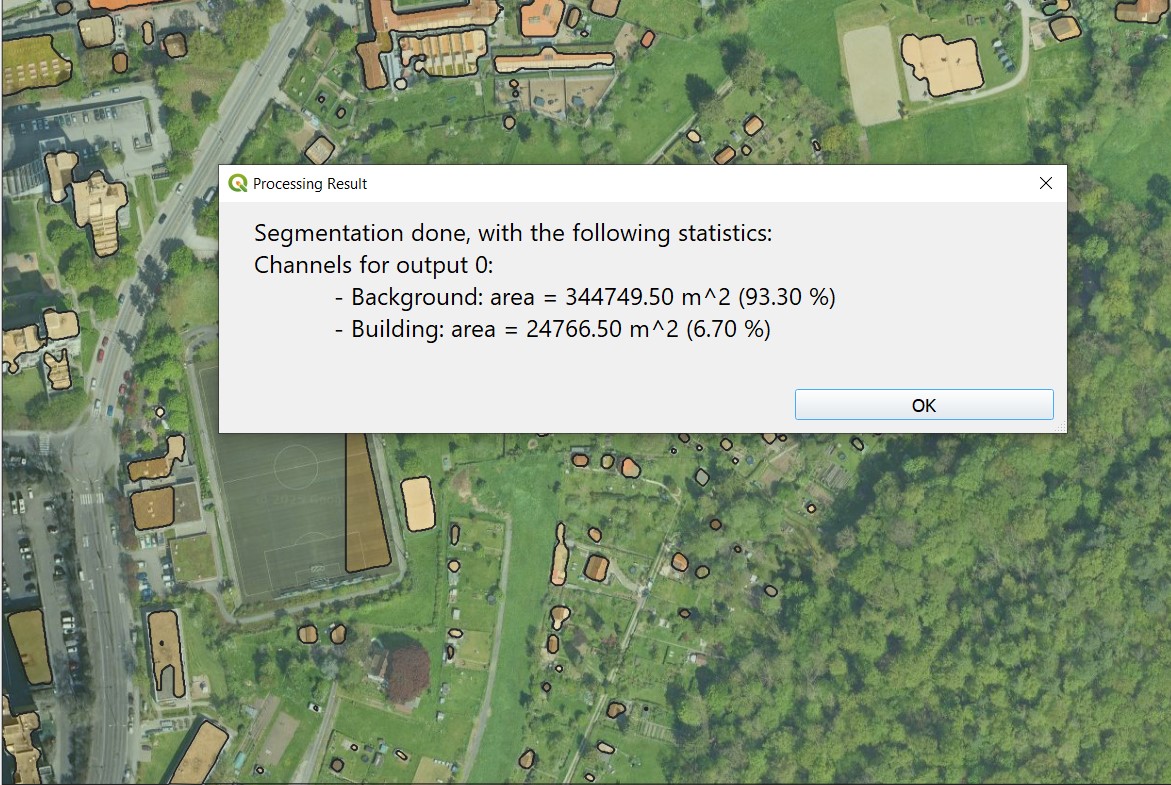 Processing Result
Segmentation done, with the following statistics:
Channels for output 0:
- Background: area = 344749.50 m^2 (93.30 %)
- Building: area = 24766.50 m^2 (6.70 %)
OK